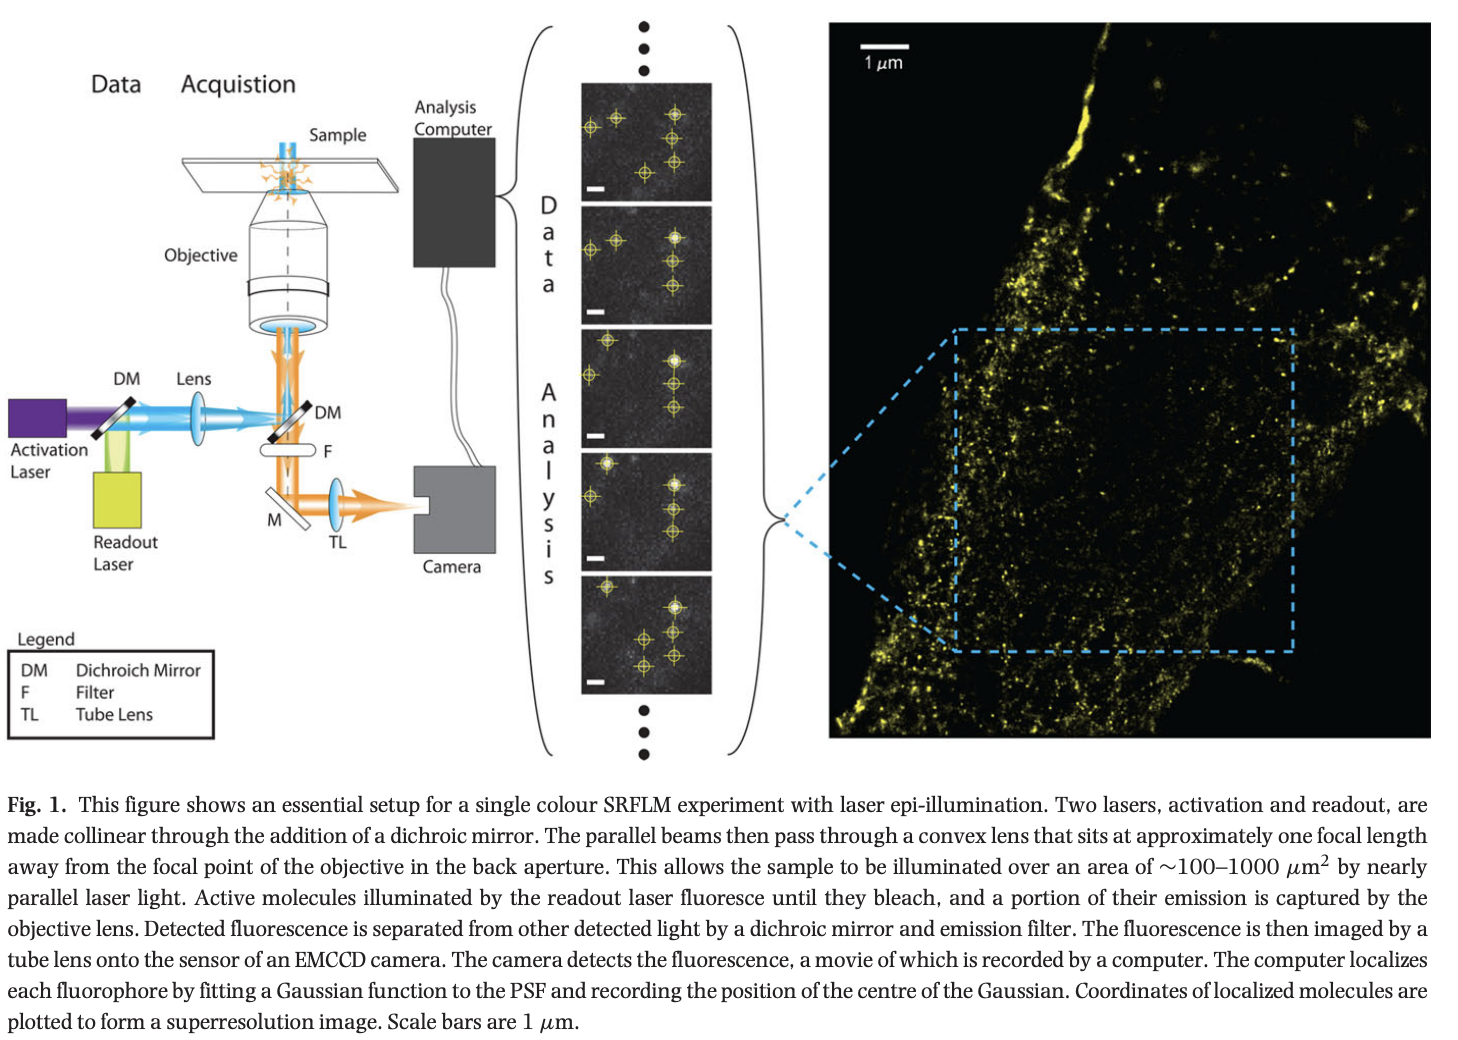 Data Acquistion
Sample
Objective
DM
Lens
DM
F
Activation
Laser
M
TL
Readout
Laser
Camera
Analysis
Computer
Legend
DM Dichroich Mirror
F Filter
TL Tube Lens
Data
Analysis
1 μm
Fig. 1. This figure shows an essential setup for a single colour SRFLM experiment with laser epi-illumination. Two lasers, activation and readout, are
made collinear through the addition of a dichroic mirror. The parallel beams then pass through a convex lens that sits at approximately one focal length
away from the focal point of the objective in the back aperture. This allows the sample to be illuminated over an area of ∼100–1000 μm² by nearly
parallel laser light. Active molecules illuminated by the readout laser fluoresce until they bleach, and a portion of their emission is captured by the
objective lens. Detected fluorescence is separated from other detected light by a dichroic mirror and emission filter. The fluorescence is then imaged by a
tube lens onto the sensor of an EMCCD camera. The camera detects the fluorescence, a movie of which is recorded by a computer. The computer localizes
each fluorophore by fitting a Gaussian function to the PSF and recording the position of the centre of the Gaussian. Coordinates of localized molecules are
plotted to form a superresolution image. Scale bars are 1 μm.